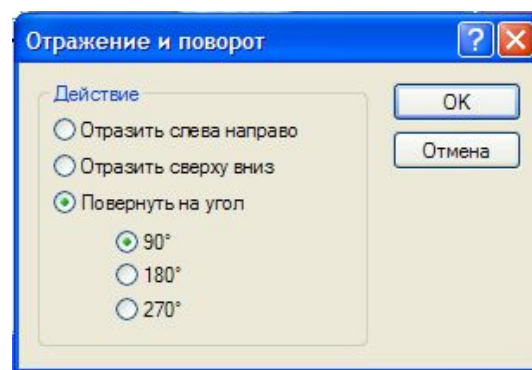 Отражение и поворот
Действие
Отразить слева направо
Отразить сверху вниз
Повернуть на угол
90°
180°
270°
OK
Отмена